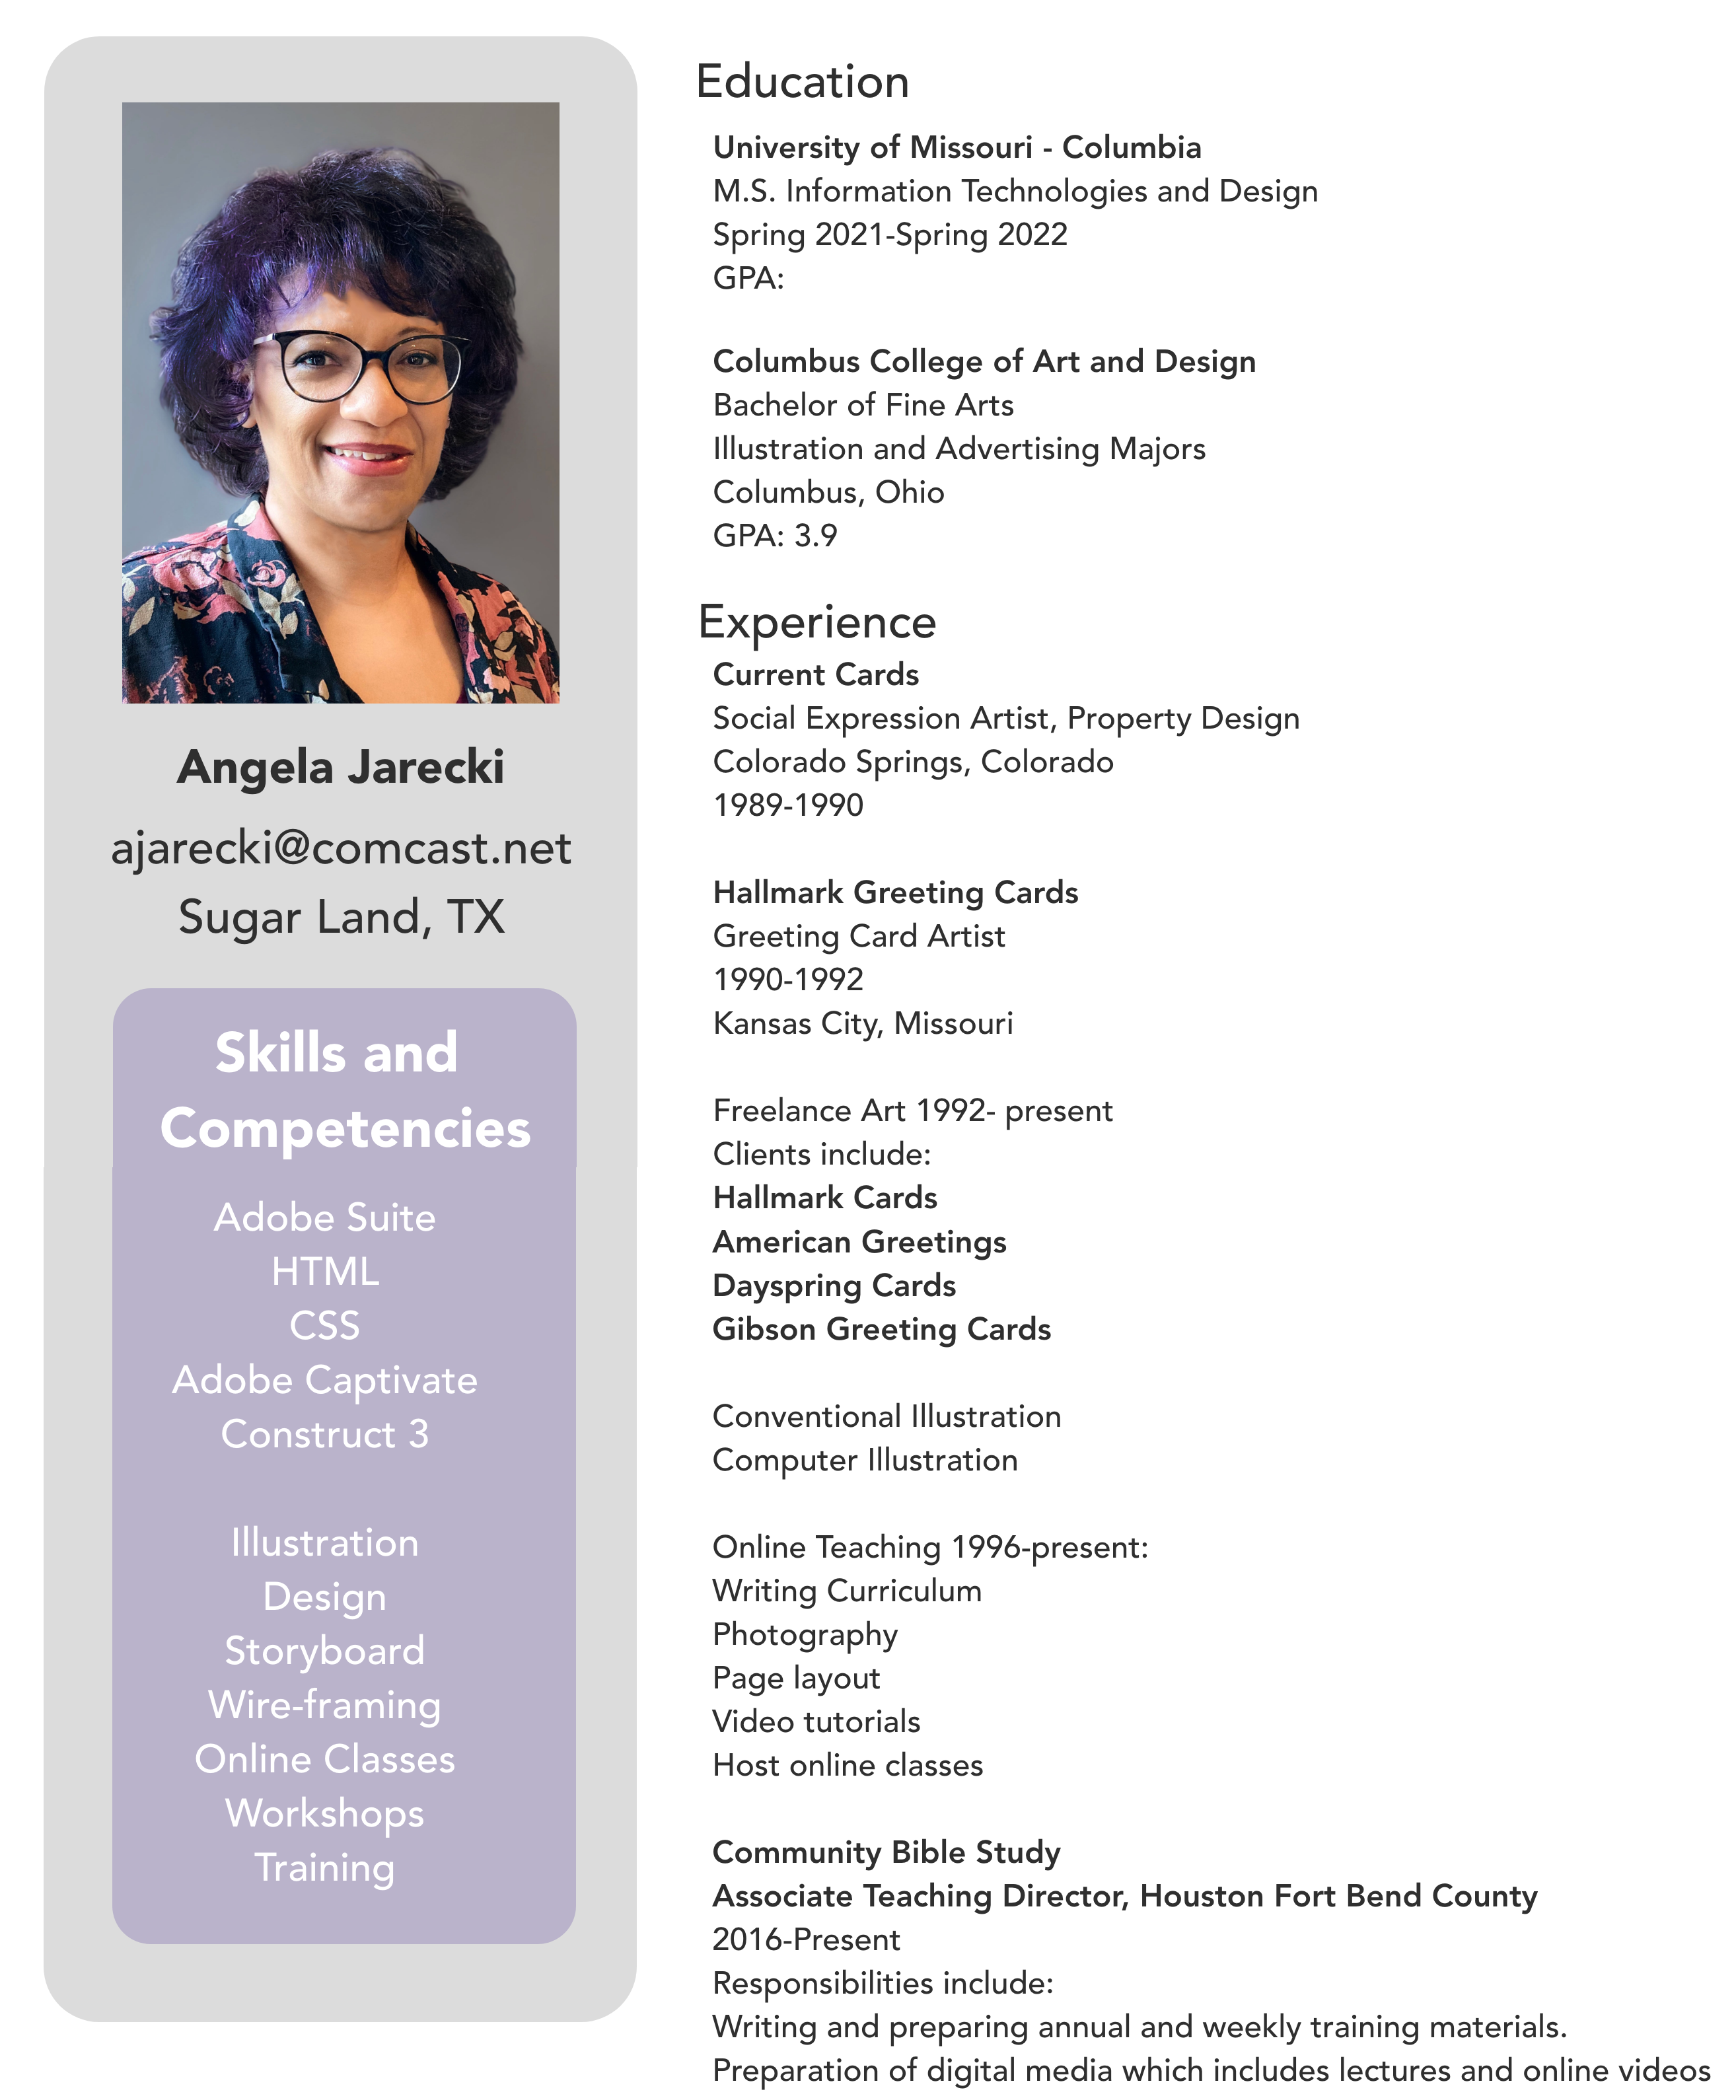 Angela Jarecki
ajarecki@comcast.net
Sugar Land, TX
Skills and
Competencies
Adobe Suite
HTML
CSS
Adobe Captivate
Construct 3
Illustration
Design
Storyboard
Wire-framing
Online Classes
Workshops
Training
Education
University of Missouri - Columbia
M.S. Information Technologies and Design
Spring 2021-Spring 2022
GPA:
Columbus College of Art and Design
Bachelor of Fine Arts
Illustration and Advertising Majors
Columbus, Ohio
GPA: 3.9
Experience
Current Cards
Social Expression Artist, Property Design
Colorado Springs, Colorado
1989-1990
Hallmark Greeting Cards
Greeting Card Artist
1990-1992
Kansas City, Missouri
Freelance Art 1992- present
Clients include:
Hallmark Cards
American Greetings
Dayspring Cards
Gibson Greeting Cards
Conventional Illustration
Computer Illustration
Online Teaching 1996-present:
Writing Curriculum
Photography
Page layout
Video tutorials
Host online classes
Community Bible Study
Associate Teaching Director, Houston Fort Bend County
2016-Present
Responsibilities include:
Writing and preparing annual and weekly training materials.
Preparation of digital media which includes lectures and online videos